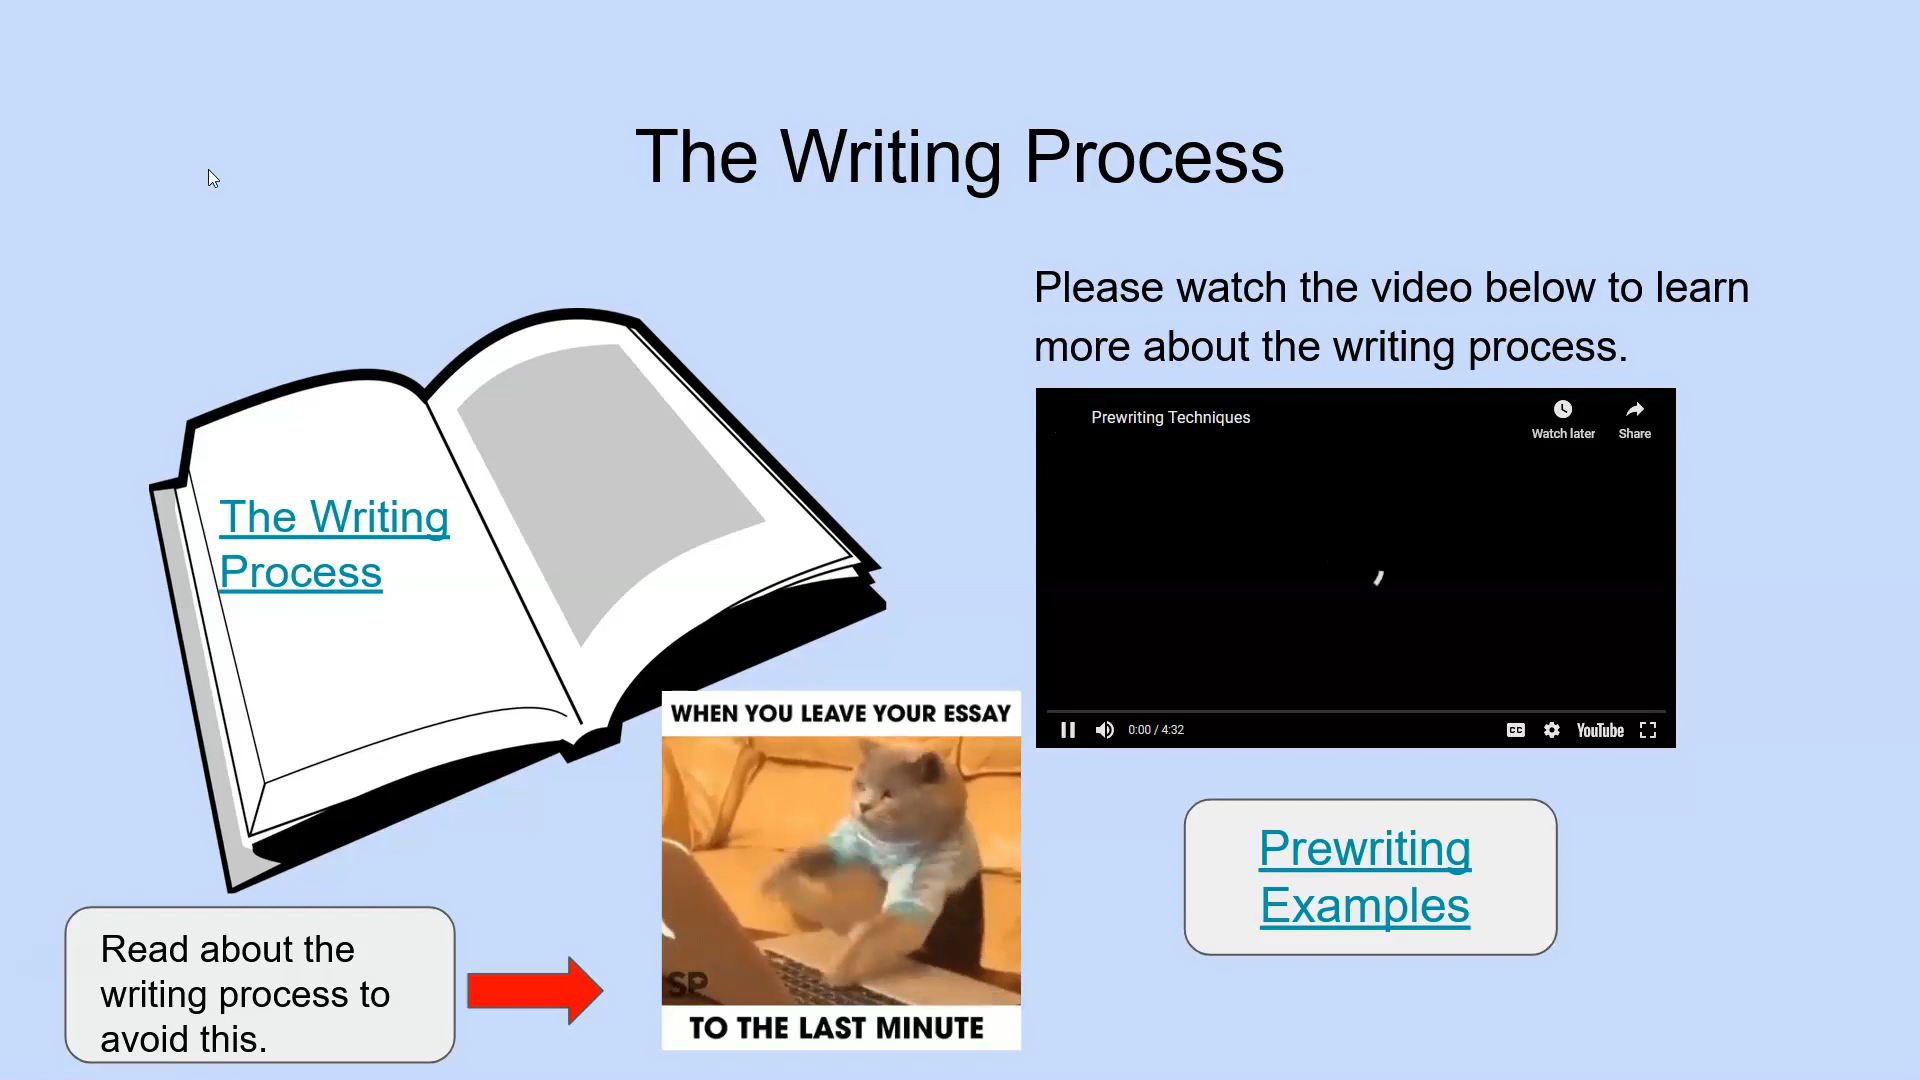 The Writing Process
Please watch the video below to learn
more about the writing process.
The Writing
Process
Prewriting Techniques
Watch later
Share
0:00 / 4:32
CC
YouTube
WHEN YOU LEAVE YOUR ESSAY
SP
TO THE LAST MINUTE
Prewriting
Examples
Read about the
writing process to
avoid this.